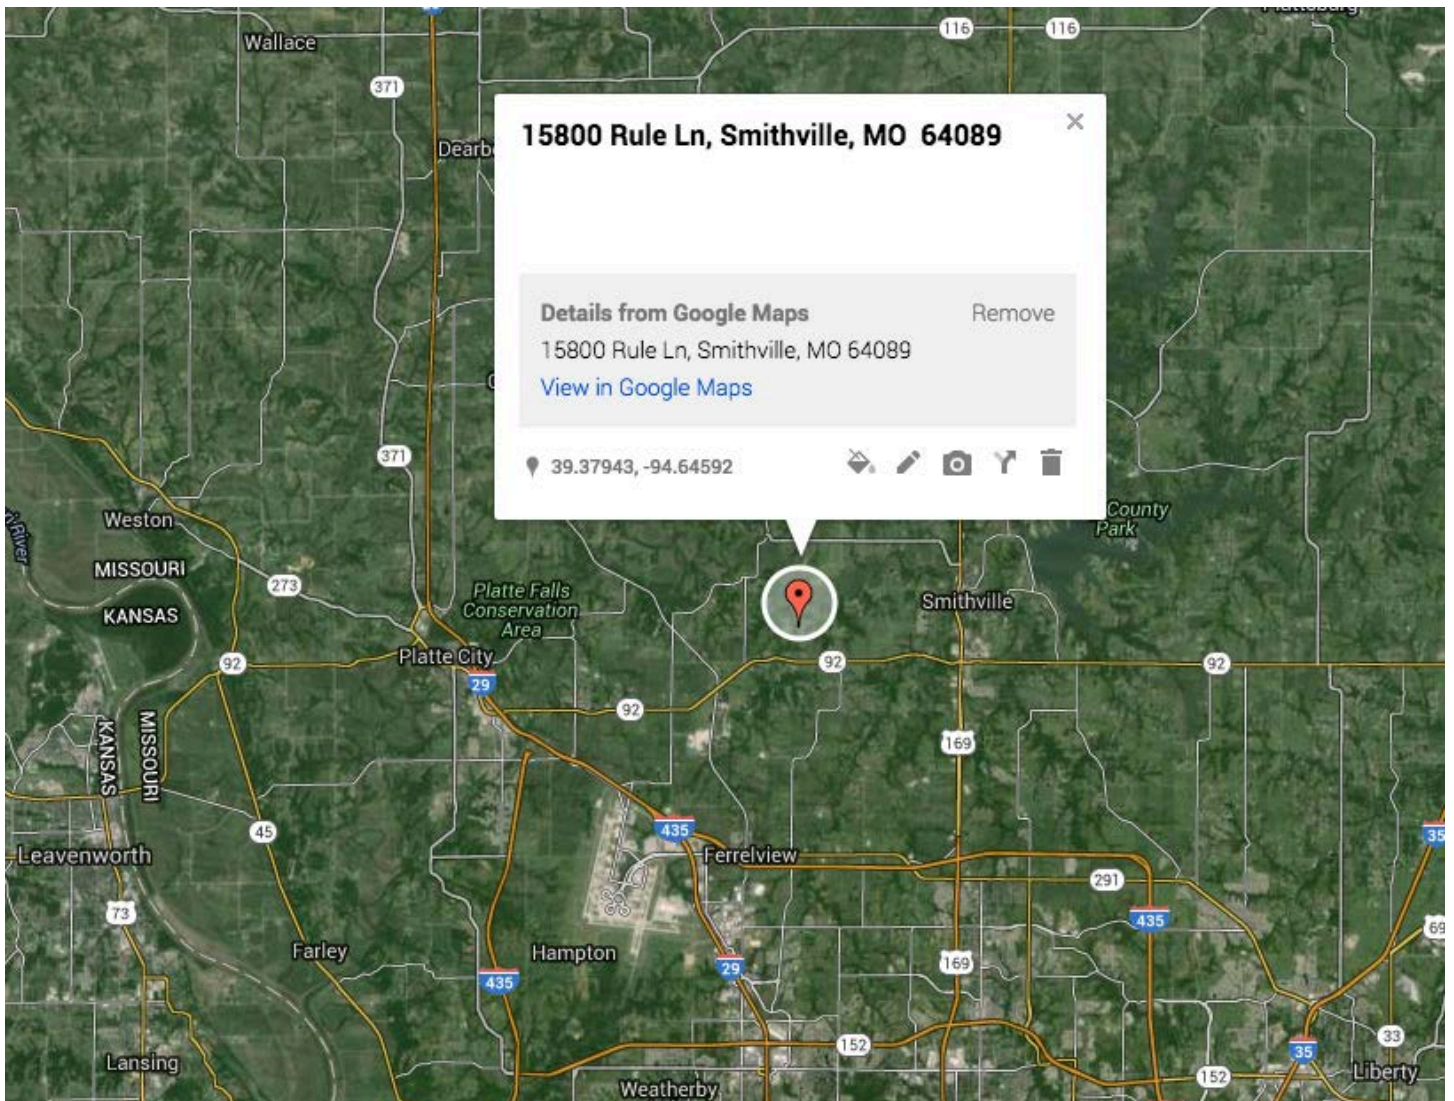 Plattsburg
Wallace
116
116
371
15800 Rule Ln, Smithville, MO 64089
Details from Google Maps
Remove
15800 Rule Ln, Smithville, MO 64089
View in Google Maps
371
39.37943, -94.64592
Weston
County
Park
MISSOURI
KANSAS
273
Platte Falls
Conservation
Area
Smithville
Platte City
92
92
92
29
92
169
KANSAS
MISSOURI
45
435
35
Leavenworth
Ferrelview
291
73
435
Farley
Hampton
29
169
69
435
152
35
33
Lansing
Liberty
152
Weatherby